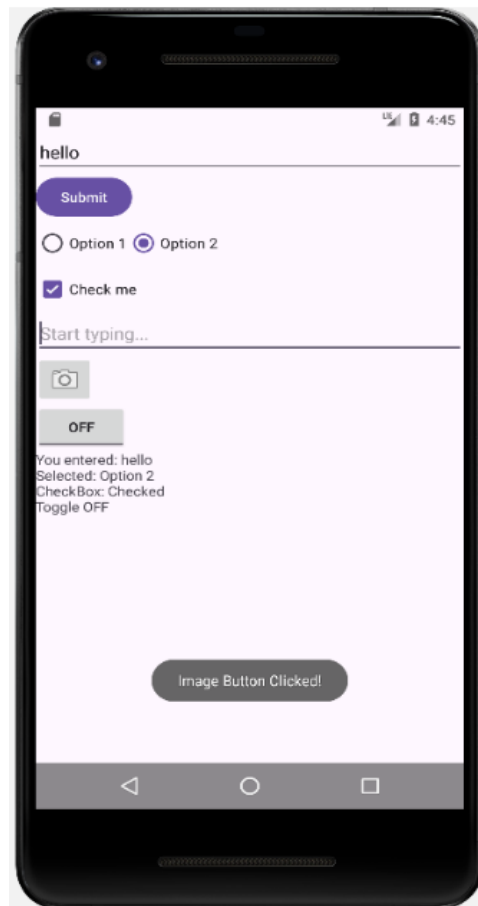 LTE 4:45
hello
Submit
Option 1 Option 2
Check me
Start typing...
OFF
You entered: hello
Selected: Option 2
CheckBox: Checked
Toggle OFF
Image Button Clicked!